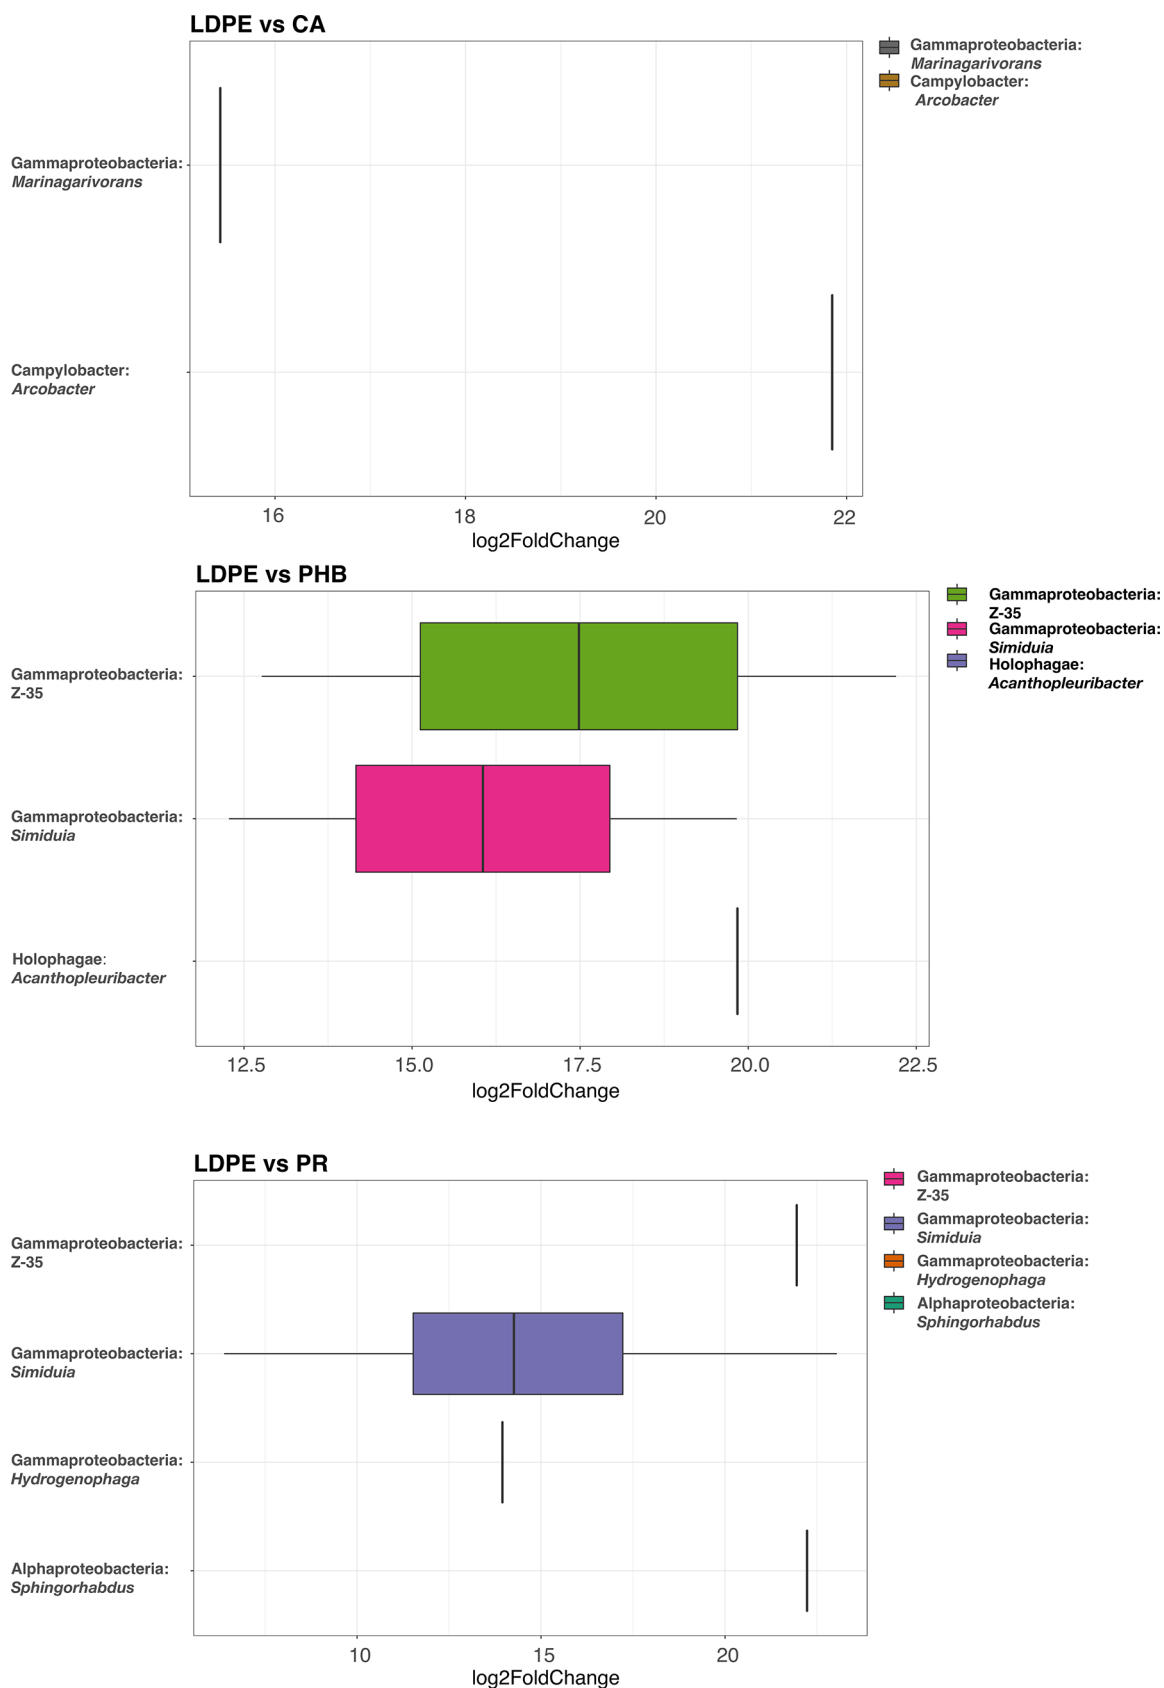 LDPE vs CA
Gammaproteobacteria:
Marinagarivorans
Campylobacter:
Arcobacter
Gammaproteobacteria:
Marinagarivorans
Campylobacter:
Arcobacter
16 18 20 22
log2FoldChange
LDPE vs PHB
Gammaproteobacteria:
Z-35
Gammaproteobacteria:
Simiduia
Holophagae:
Acanthopleuribacter
Gammaproteobacteria:
Z-35
Gammaproteobacteria:
Simiduia
Holophagae:
Acanthopleuribacter
12.5 15.0 17.5 20.0 22.5
log2FoldChange
LDPE vs PR
Gammaproteobacteria:
Z-35
Gammaproteobacteria:
Simiduia
Gammaproteobacteria:
Hydrogenophaga
Alphaproteobacteria:
Sphingorhabdus
Gammaproteobacteria:
Z-35
Gammaproteobacteria:
Simiduia
Gammaproteobacteria:
Hydrogenophaga
Alphaproteobacteria:
Sphingorhabdus
10 15 20
log2FoldChange